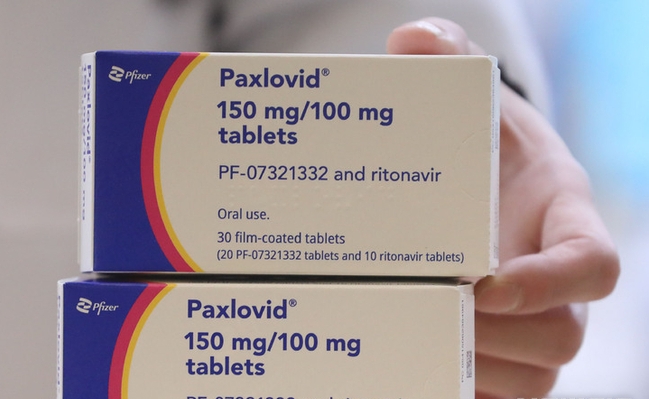 Pfizer
Paxlovid®
150 mg/100 mg
tablets
PF-07321332 and ritonavir
Oral use.
30 film-coated tablets
(20 PF-07321332 tablets and 10 ritonavir tablets)
Paxlovid®
Pfizer
Paxlovid®
150 mg/100 mg
tablets